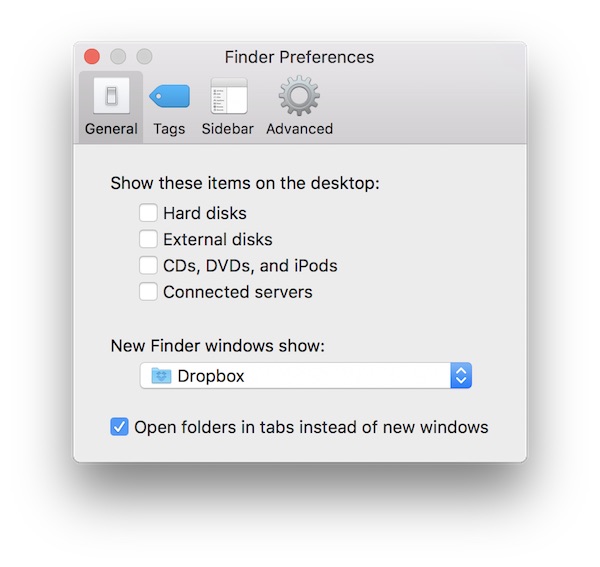 Finder Preferences
General Tags Sidebar Advanced
Show these items on the desktop:
Hard disks
External disks
CDs, DVDs, and iPods
Connected servers
New Finder windows show:
Dropbox
Open folders in tabs instead of new windows